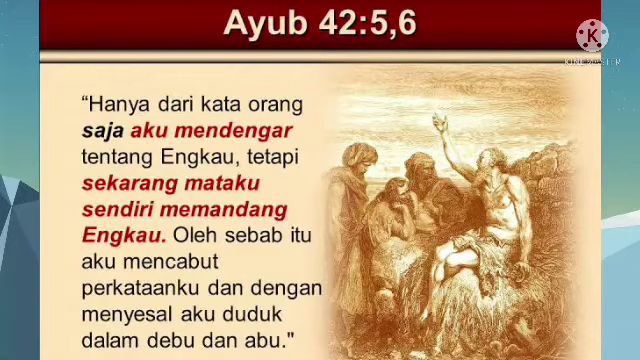 Ayub 42:5,6
K
KINEMASTER
“Hanya dari kata orang
saja aku mendengar
tentang Engkau, tetapi
sekarang mataku
sendiri memandang
Engkau. Oleh sebab itu
aku mencabut
perkataanku dan dengan
menyesal aku duduk
dalam debu dan abu."